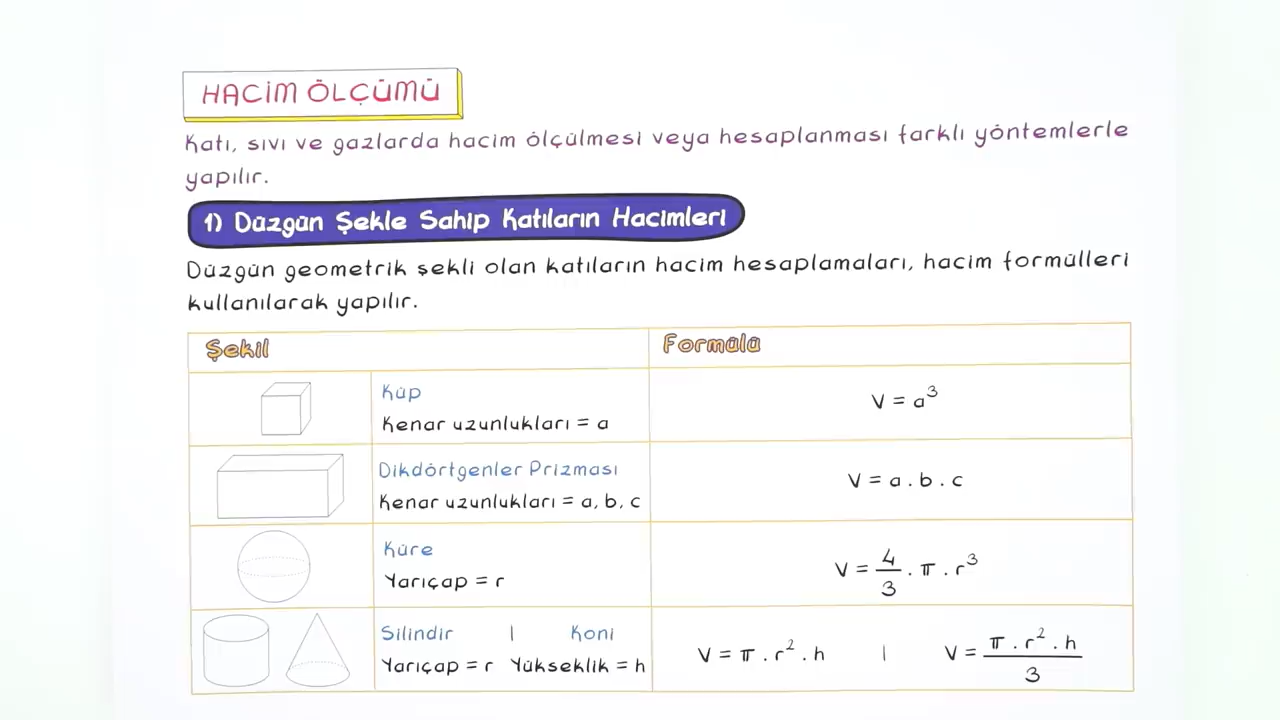 HACİM ÖLÇÜMÜ
Katı, sıvı ve gazlarda hacim ölçülmesi veya hesaplanması farklı yöntemlerle
yapılır.
1) Düzgün Şekle Sahip Katıların Hacimleri
Düzgün geometrik şekli olan katıların hacim hesaplamaları, hacim formülleri
kullanılarak yapılır.
Şekil Formülü
Küp
Kenar uzunlukları = a
V = a³
Dikdörtgenler Prizması
Kenar uzunlukları = a, b, c
V = a . b . c
Küre
Yarıçap = r
V = 4/3 . π . r³
Silindir | Koni
Yarıçap = r Yükseklik = h
V = π . r² . h | V = π . r² . h / 3